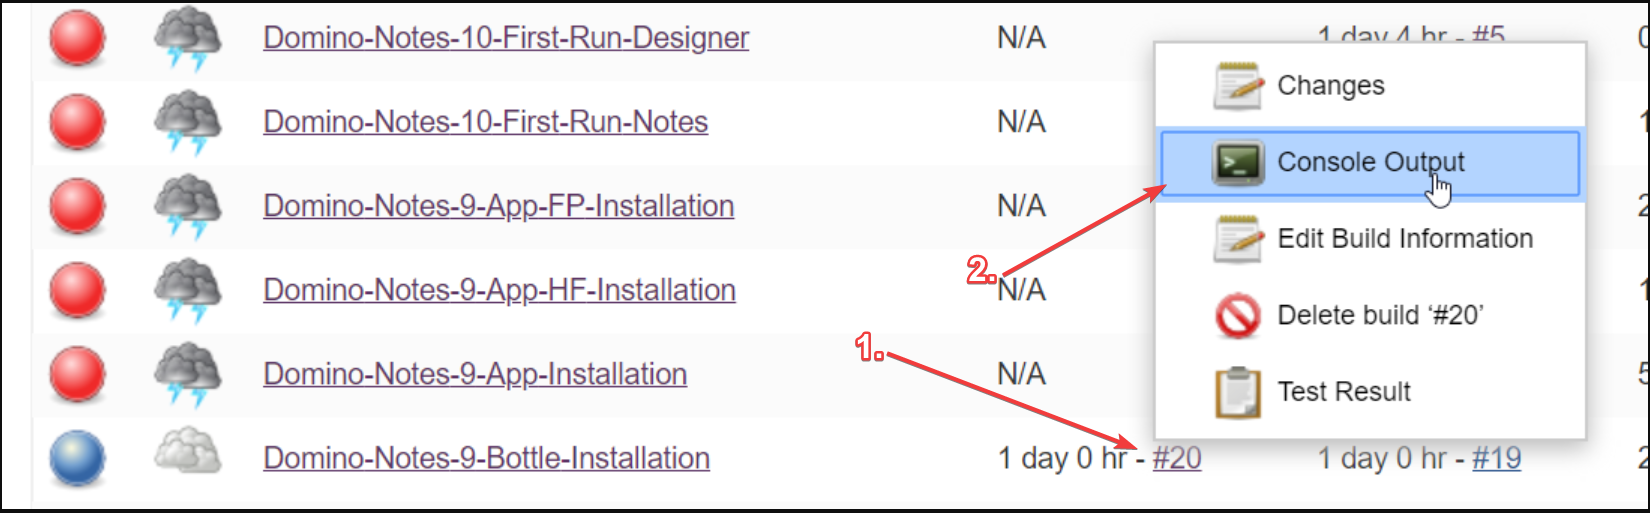 Domino-Notes-10-First-Run-Designer N/A 1 day 4 hr - #5
Changes
Domino-Notes-10-First-Run-Notes N/A
Console Output
Domino-Notes-9-App-FP-Installation N/A
Edit Build Information
2.
Domino-Notes-9-App-HF-Installation N/A
Delete build ‘#20’
1.
Domino-Notes-9-App-Installation N/A
Test Result
Domino-Notes-9-Bottle-Installation 1 day 0 hr - #20 1 day 0 hr - #19